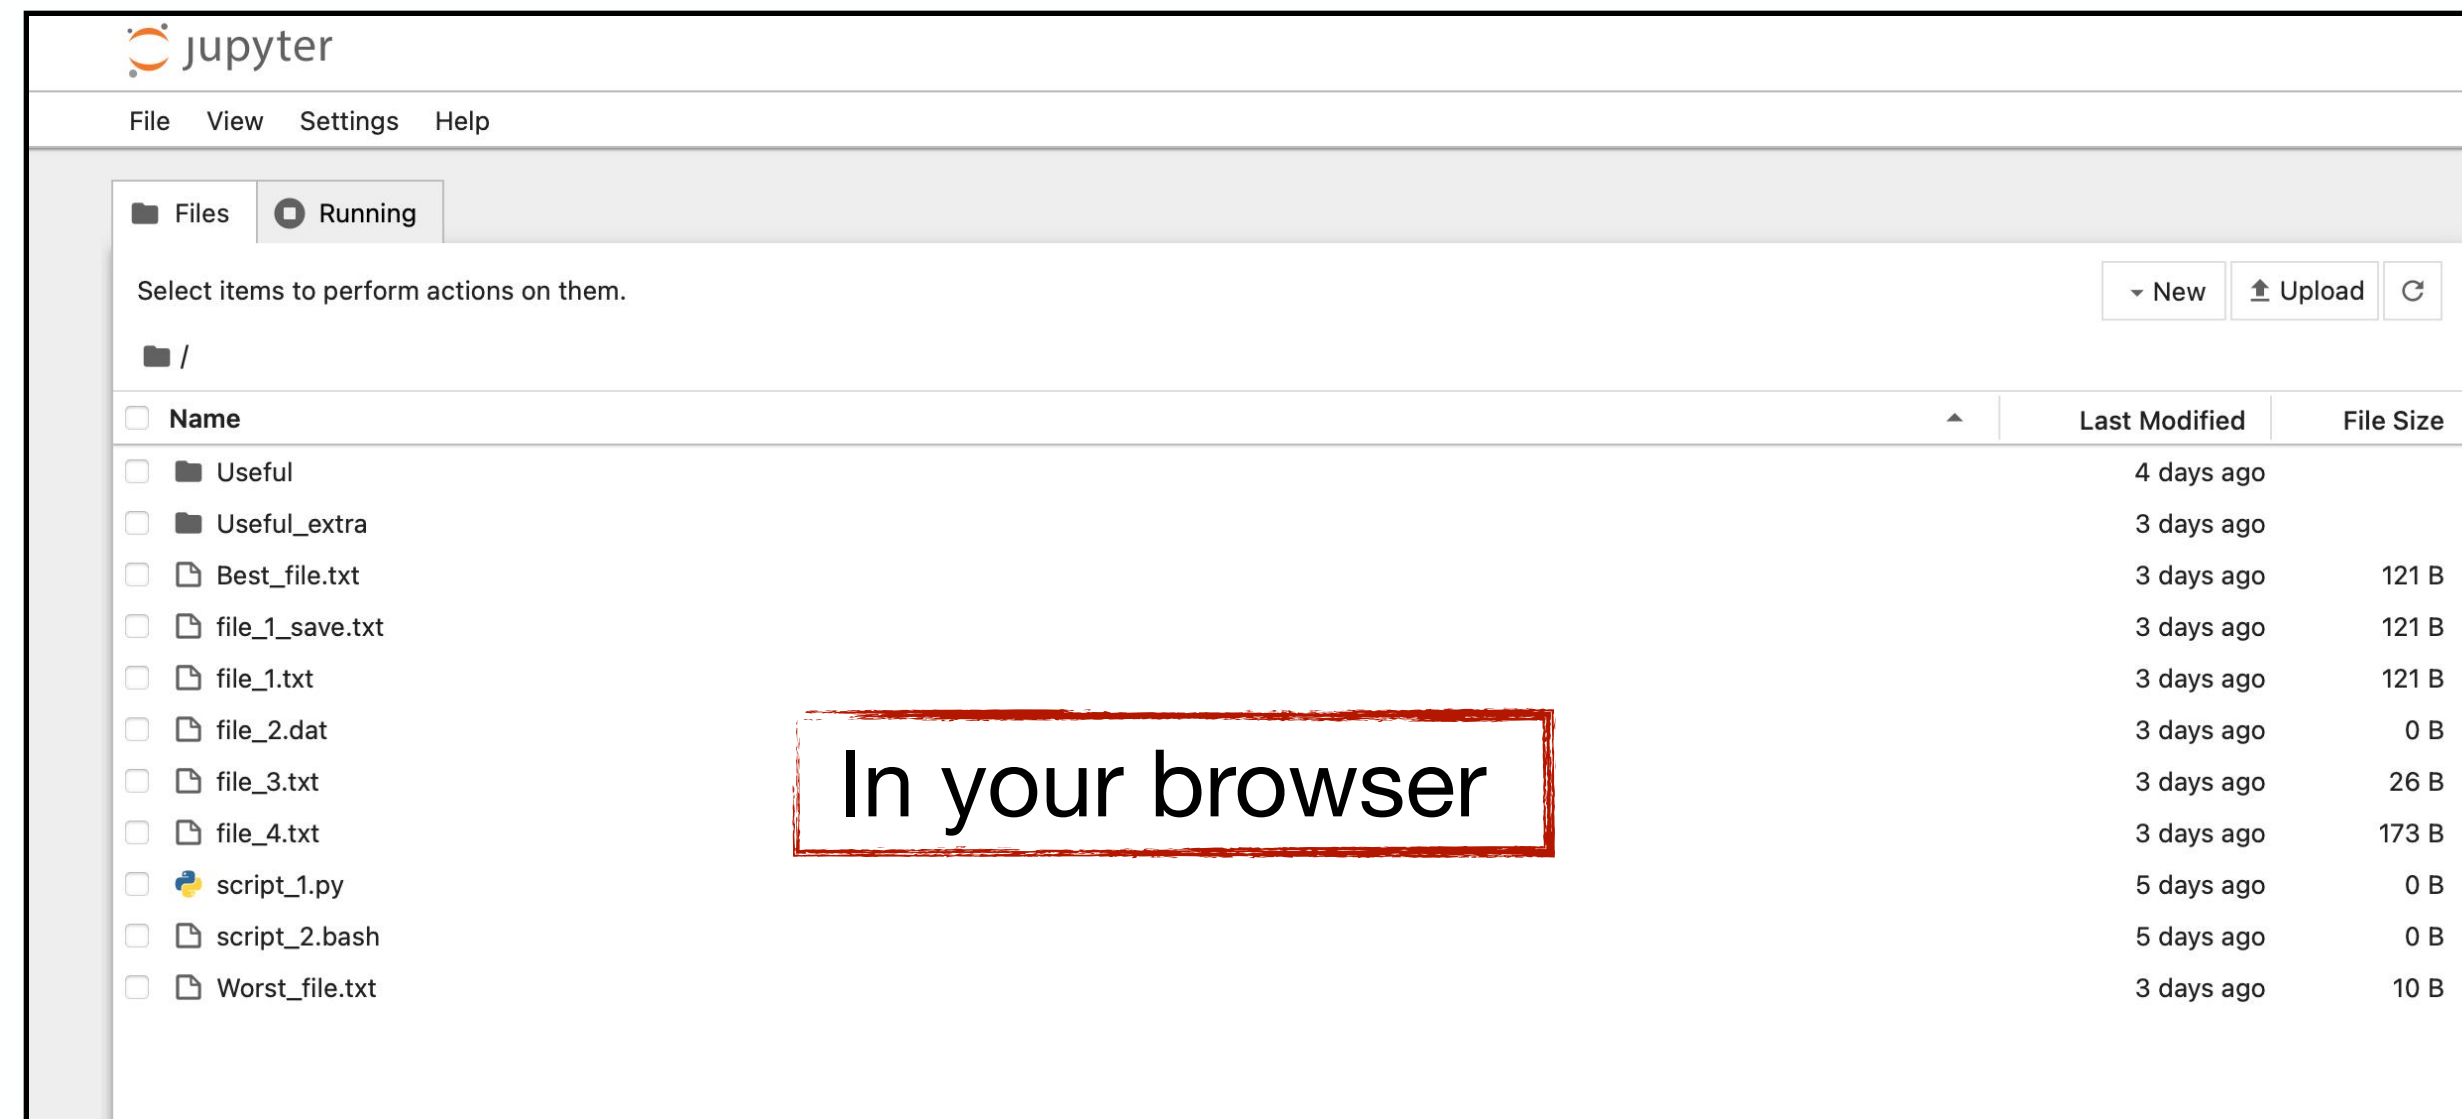 jupyter
File View Settings Help
Files Running
Select items to perform actions on them. New Upload
/
Name Last Modified File Size
Useful 4 days ago
Useful_extra 3 days ago
Best_file.txt 3 days ago 121 B
file_1_save.txt 3 days ago 121 B
file_1.txt 3 days ago 121 B
file_2.dat 3 days ago 0 B
In your browser
file_3.txt 3 days ago 26 B
file_4.txt 3 days ago 173 B
script_1.py 5 days ago 0 B
script_2.bash 5 days ago 0 B
Worst_file.txt 3 days ago 10 B